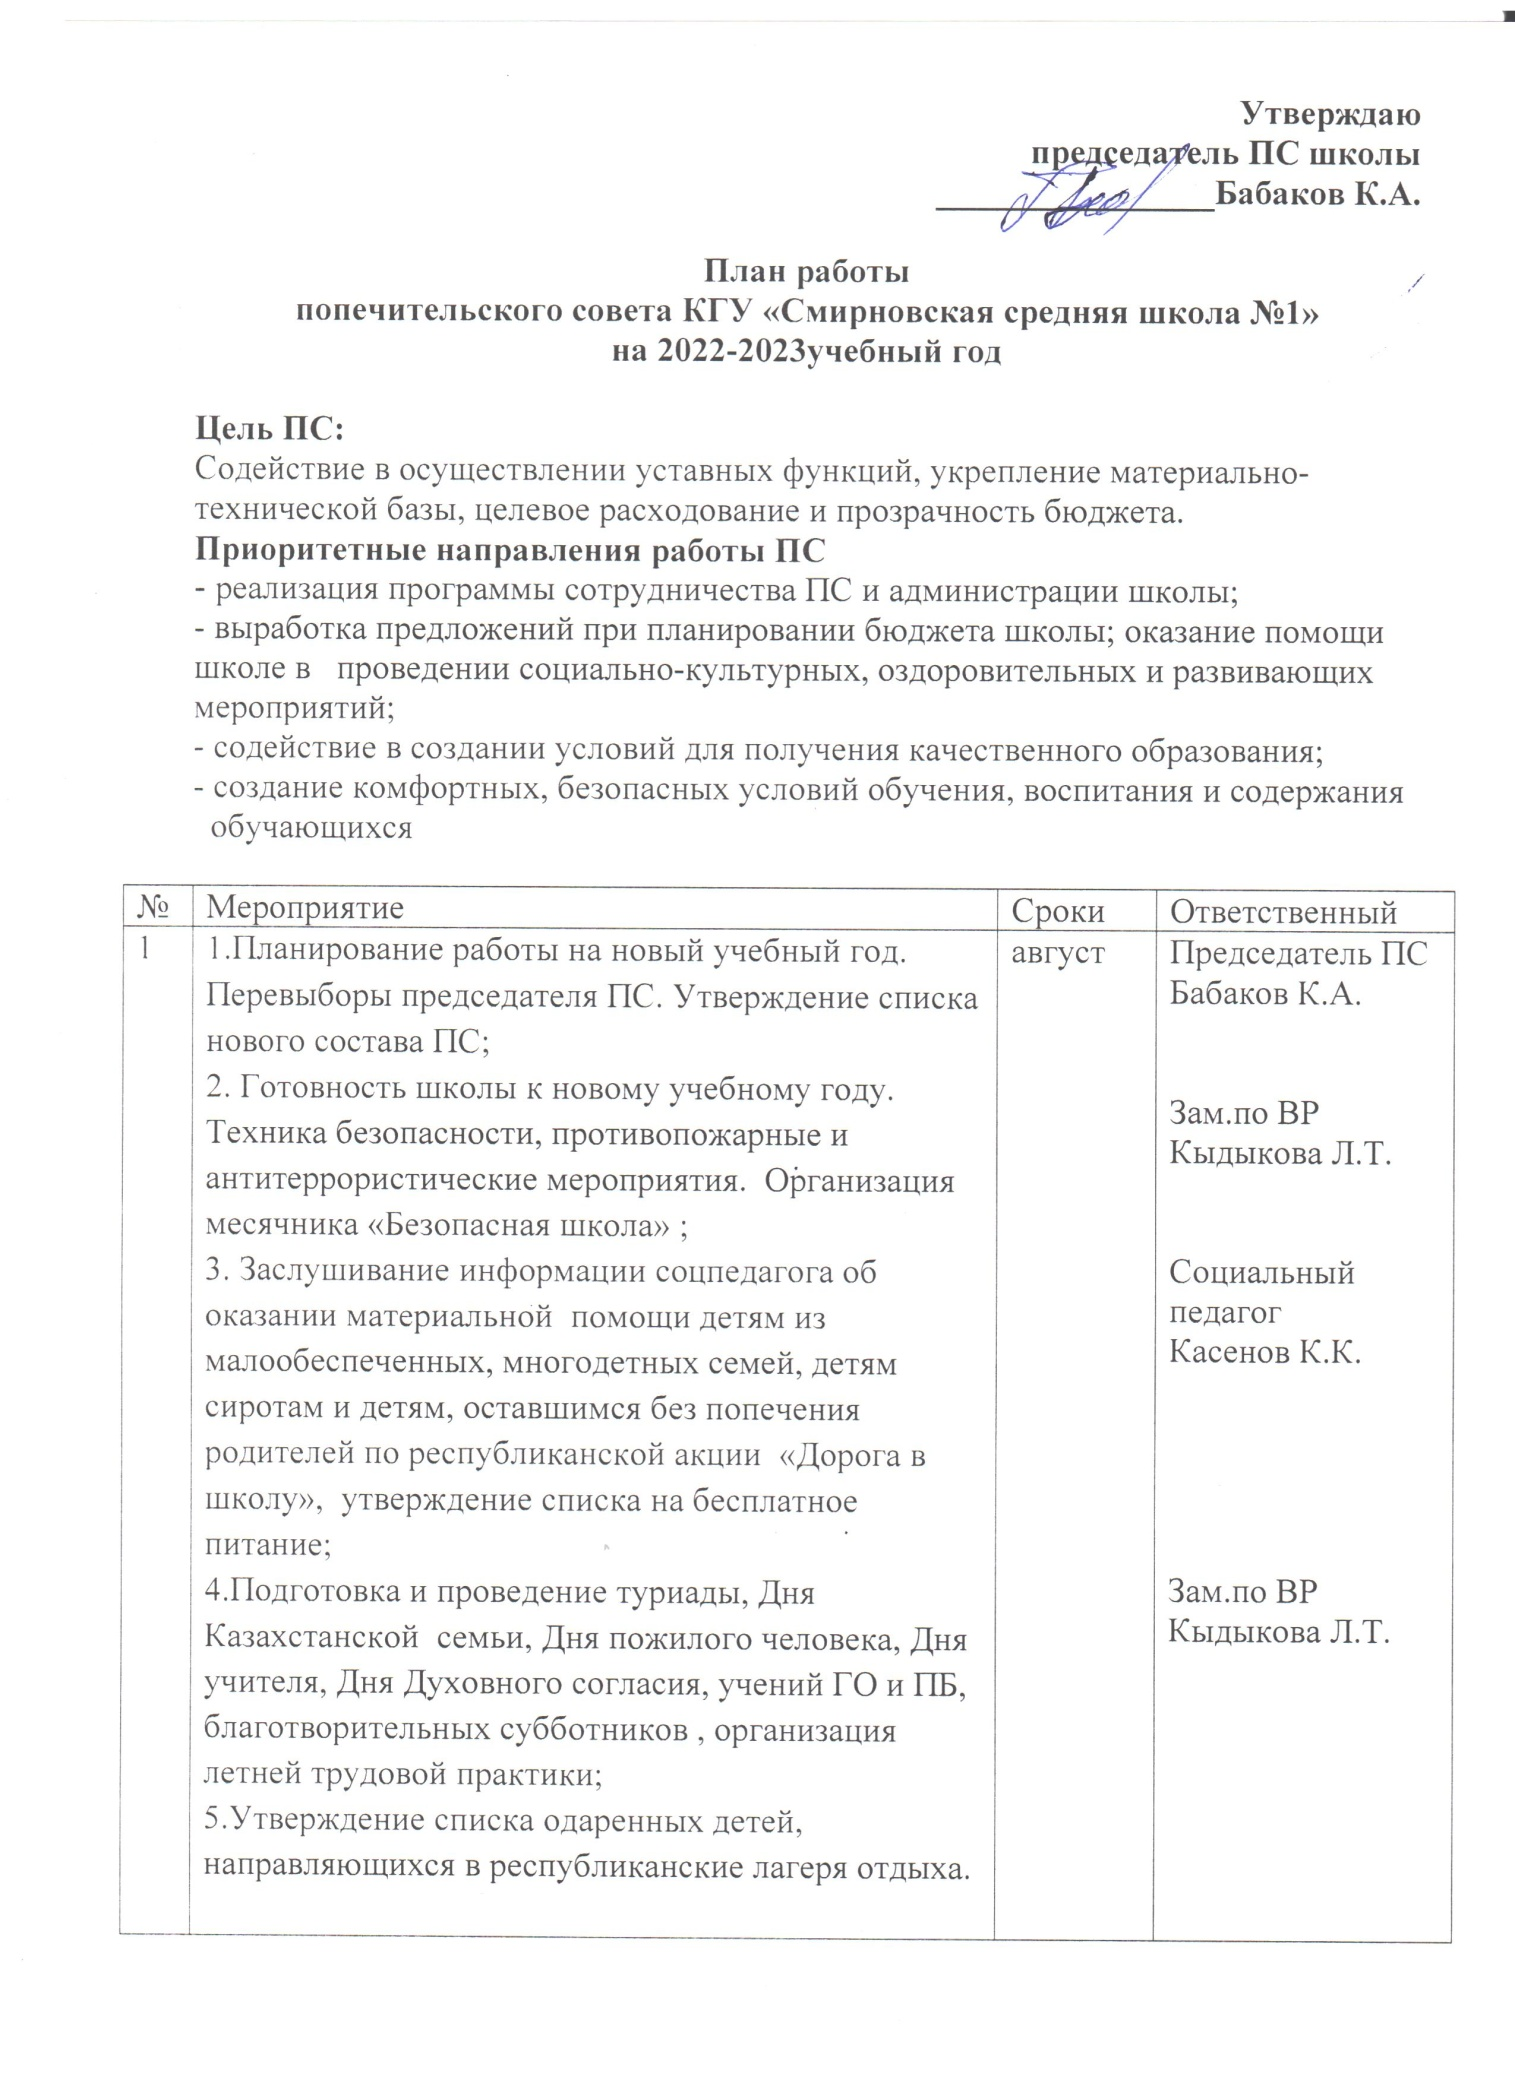 Утверждаю
председатель ПС школы
________________Бабаков К.А.
План работы
попечительского совета КГУ «Смирновская средняя школа №1»
на 2022-2023учебный год
Цель ПС:
Содействие в осуществлении уставных функций, укрепление материально-
технической базы, целевое расходование и прозрачность бюджета.
Приоритетные направления работы ПС
- реализация программы сотрудничества ПС и администрации школы;
- выработка предложений при планировании бюджета школы; оказание помощи
школе в проведении социально-культурных, оздоровительных и развивающих
мероприятий;
- содействие в создании условий для получения качественного образования;
- создание комфортных, безопасных условий обучения, воспитания и содержания
обучающихся
№ Мероприятие Сроки Ответственный
1
1.Планирование работы на новый учебный год.
Перевыборы председателя ПС. Утверждение списка
нового состава ПС;
2. Готовность школы к новому учебному году.
Техника безопасности, противопожарные и
антитеррористические мероприятия. Организация
месячника «Безопасная школа» ;
3. Заслушивание информации соцпедагога об
оказании материальной помощи детям из
малообеспеченных, многодетных семей, детям
сиротам и детям, оставшимся без попечения
родителей по республиканской акции «Дорога в
школу», утверждение списка на бесплатное
питание;
4.Подготовка и проведение туриады, Дня
Казахстанской семьи, Дня пожилого человека, Дня
учителя, Дня Духовного согласия, учений ГО и ПБ,
благотворительных субботников , организация
летней трудовой практики;
5.Утверждение списка одаренных детей,
направляющихся в республиканские лагеря отдыха.
август
Председатель ПС
Бабаков К.А.
Зам.по ВР
Кыдыкова Л.Т.
Социальный
педагог
Касенов К.К.
Зам.по ВР
Кыдыкова Л.Т.